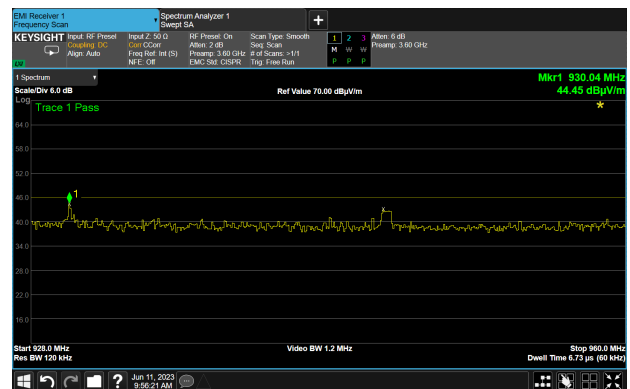 EMI Receiver 1
Frequency Scan
Spectrum Analyzer 1
Swept SA
+
KEYSIGHT
Input: RF Presel
Coupling: DC
Align: Auto
Input Z: 50 Ω
Corr CCorr
Freq Ref: Int (S)
NFE: Off
RF Presel: On
Atten: 2 dB
Preamp: 3.60 GHz
EMC Std: CISPR
Scan Type: Smooth
Seq: Scan
# of Scans: >1/1
Trig: Free Run
1 2 3
M W W
P P P
Atten: 6 dB
Preamp: 3.60 GHz
1 Spectrum
Scale/Div 6.0 dB
Ref Value 70.00 dBµV/m
Mkr1 930.04 MHz
44.45 dBµV/m
Log
Trace 1 Pass
64.0
58.0
52.0
46.0
1
40.0
34.0
28.0
22.0
16.0
Start 928.0 MHz
Res BW 120 kHz
Video BW 1.2 MHz
Stop 960.0 MHz
Dwell Time 6.73 µs (60 kHz)
?
Jun 11, 2023
9:56:21 AM